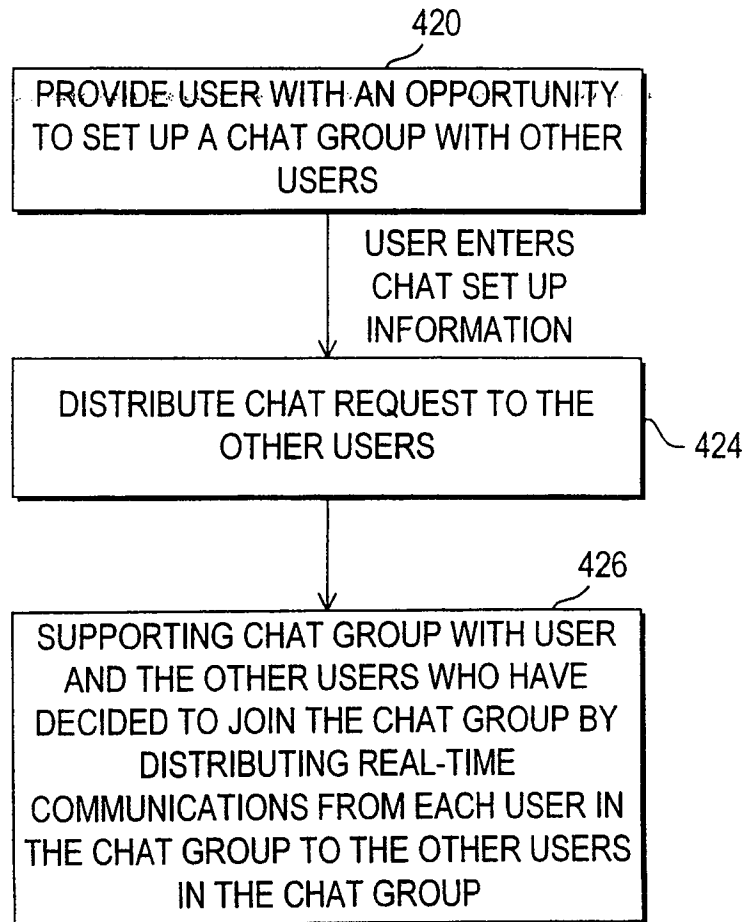 420
PROVIDE USER WITH AN OPPORTUNITY
TO SET UP A CHAT GROUP WITH OTHER
USERS
USER ENTERS
CHAT SET UP
INFORMATION
DISTRIBUTE CHAT REQUEST TO THE
OTHER USERS
424
426
SUPPORTING CHAT GROUP WITH USER
AND THE OTHER USERS WHO HAVE
DECIDED TO JOIN THE CHAT GROUP BY
DISTRIBUTING REAL-TIME
COMMUNICATIONS FROM EACH USER IN
THE CHAT GROUP TO THE OTHER USERS
IN THE CHAT GROUP